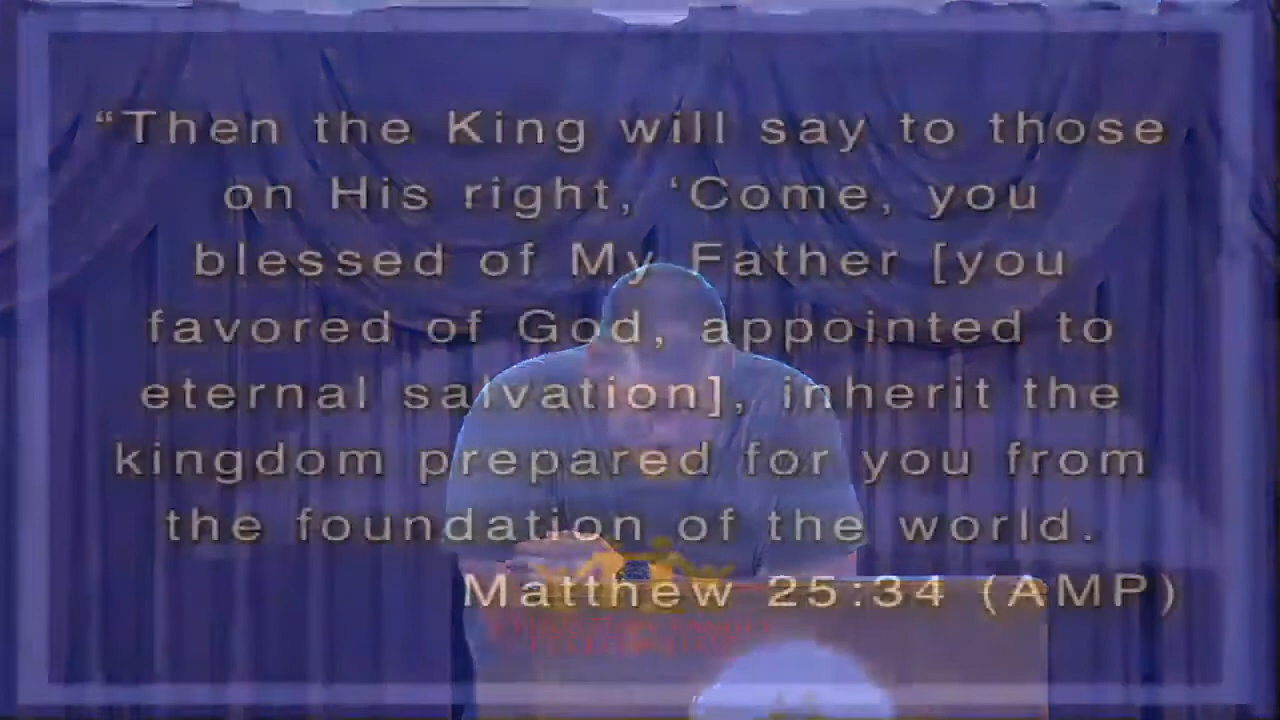 “Then the King will say to those
on His right, ‘Come, you
blessed of My Father [you
favored of God, appointed to
eternal salvation], inherit the
kingdom prepared for you from
the foundation of the world.
Matthew 25:34 (AMP)